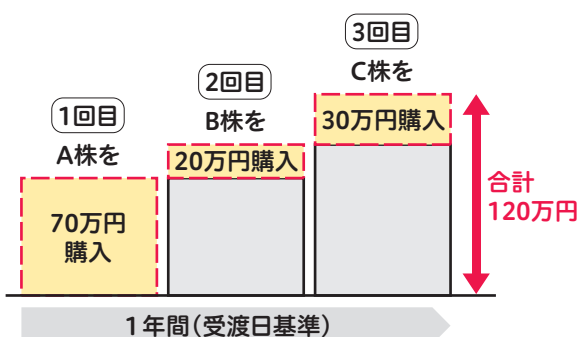 1回目
A株を
70万円
購入
2回目
B株を
20万円購入
3回目
C株を
30万円購入
合計
120万円
1年間(受渡日基準)